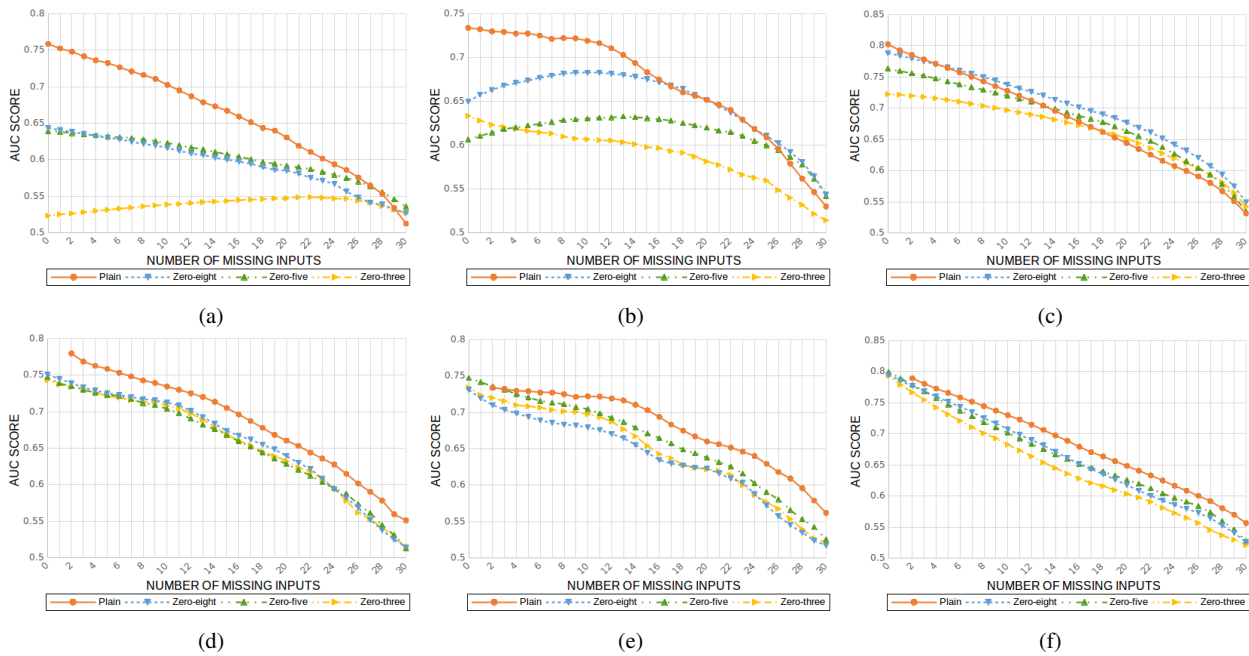 0.8
0.75
0.7
0.65
0.6
0.55
0.5
AUC SCORE
0 2 4 6 8 10 12 14 16 18 20 22 24 26 28 30
NUMBER OF MISSING INPUTS
Plain Zero-eight Zero-five Zero-three
(a)
0.75
0.7
0.65
0.6
0.55
0.5
AUC SCORE
0 2 4 6 8 10 12 14 16 18 20 22 24 26 28 30
NUMBER OF MISSING INPUTS
Plain Zero-eight Zero-five Zero-three
(b)
0.85
0.8
0.75
0.7
0.65
0.6
0.55
0.5
AUC SCORE
0 2 4 6 8 10 12 14 16 18 20 22 24 26 28 30
NUMBER OF MISSING INPUTS
Plain Zero-eight Zero-five Zero-three
(c)
0.8
0.75
0.7
0.65
0.6
0.55
0.5
AUC SCORE
0 2 4 6 8 10 12 14 16 18 20 22 24 26 28 30
NUMBER OF MISSING INPUTS
Plain Zero-eight Zero-five Zero-three
(d)
0.8
0.75
0.7
0.65
0.6
0.55
0.5
AUC SCORE
0 2 4 6 8 10 12 14 16 18 20 22 24 26 28 30
NUMBER OF MISSING INPUTS
Plain Zero-eight Zero-five Zero-three
(e)
0.85
0.8
0.75
0.7
0.65
0.6
0.55
0.5
AUC SCORE
0 2 4 6 8 10 12 14 16 18 20 22 24 26 28 30
NUMBER OF MISSING INPUTS
Plain Zero-eight Zero-five Zero-three
(f)